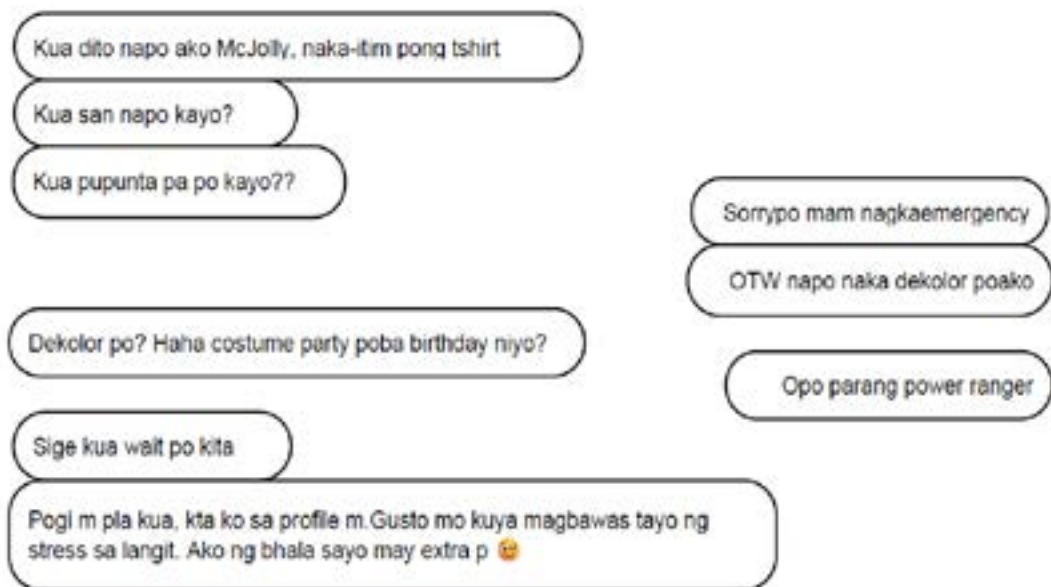 Kua dito napo ako McJolly, naka-itim pong tshirt
Kua san napo kayo?
Kua pupunta pa po kayo??
Sorrypo mam nagkaemergency
OTW napo naka dekolor poako
Dekolor po? Haha costume party poba birthday niyo?
Opo parang power ranger
Sige kua wait po kita
Pogi m pla kua, kta ko sa profile m.Gusto mo kuya magbawas tayo ng
stress sa langit. Ako ng bhala sayo may extra p 😉